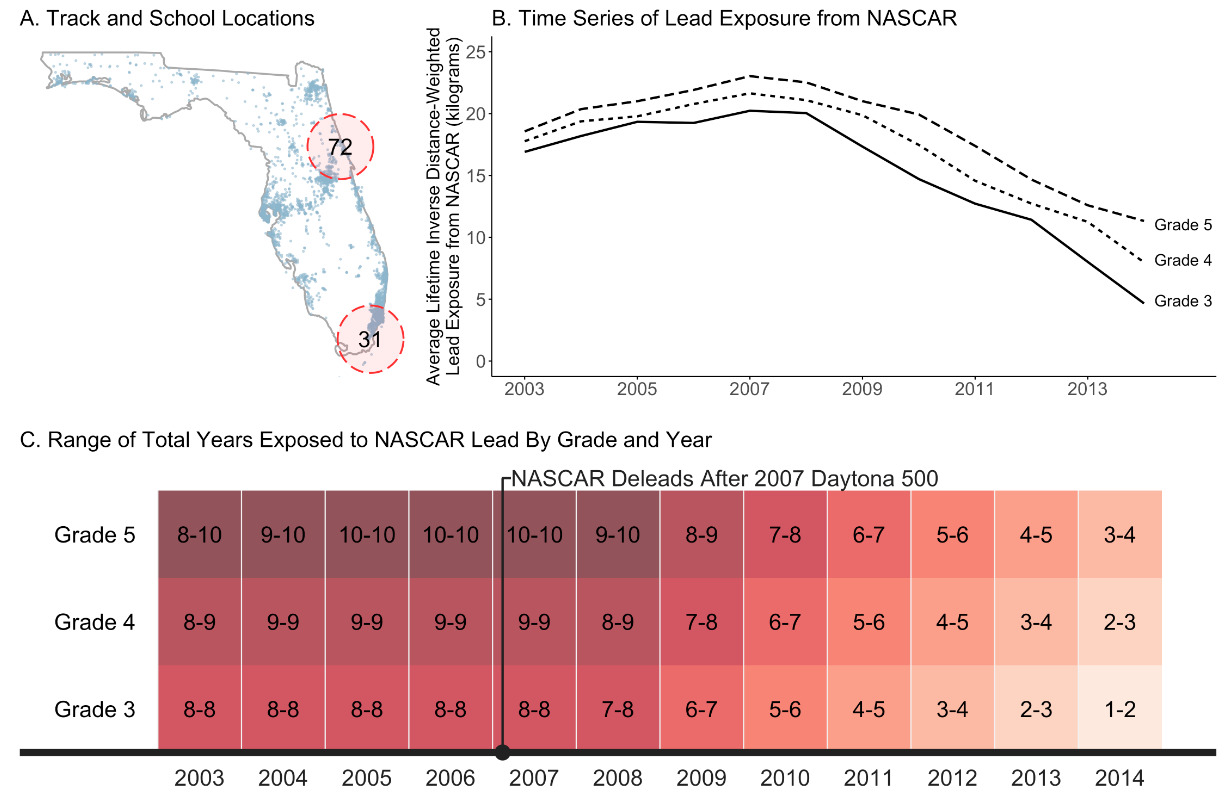 A. Track and School Locations
72
31
B. Time Series of Lead Exposure from NASCAR
Average Lifetime Inverse Distance-Weighted
Lead Exposure from NASCAR (kilograms)
25
20
15
10
5
0
2003 2005 2007 2009 2011 2013
Grade 5
Grade 4
Grade 3
C. Range of Total Years Exposed to NASCAR Lead By Grade and Year
NASCAR Deleads After 2007 Daytona 500
Grade 5 8-10 9-10 10-10 10-10 10-10 9-10 8-9 7-8 6-7 5-6 4-5 3-4
Grade 4 8-9 9-9 9-9 9-9 9-9 8-9 7-8 6-7 5-6 4-5 3-4 2-3
Grade 3 8-8 8-8 8-8 8-8 8-8 7-8 6-7 5-6 4-5 3-4 2-3 1-2
2003 2004 2005 2006 2007 2008 2009 2010 2011 2012 2013 2014